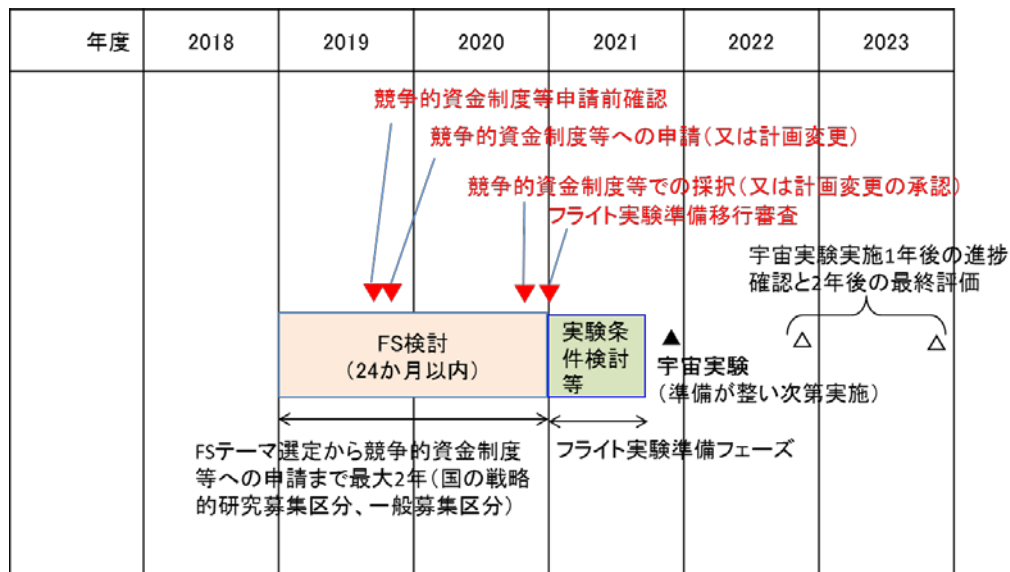 年度 2018 2019 2020 2021 2022 2023
競争的資金制度等申請前確認
競争的資金制度等への申請(又は計画変更)
競争的資金制度等での採択(又は計画変更の承認)
フライト実験準備移行審査
宇宙実験実施1年後の進捗
確認と2年後の最終評価
FS検討
(24か月以内)
実験条
件検討
等
宇宙実験
(準備が整い次第実施)
FSテーマ選定から競争的資金制度
等への申請まで最大2年(国の戦略
的研究募集区分、一般募集区分)
フライト実験準備フェーズ